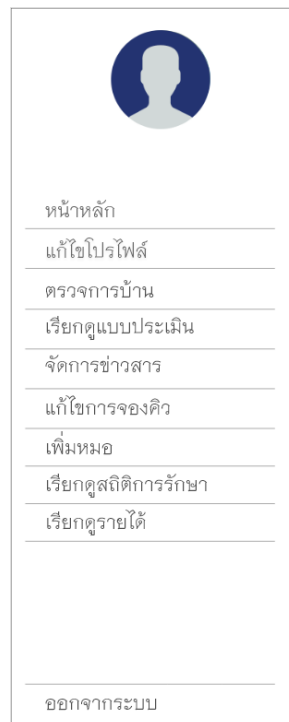 หน้าหลัก
แก้ไขโปรไฟล์
ตรวจการบ้าน
เรียกดูแบบประเมิน
จัดการข่าวสาร
แก้ไขการจองคิว
เพิ่มหมอ
เรียกดูสถิติการรักษา
เรียกดูรายได้
ออกจากระบบ